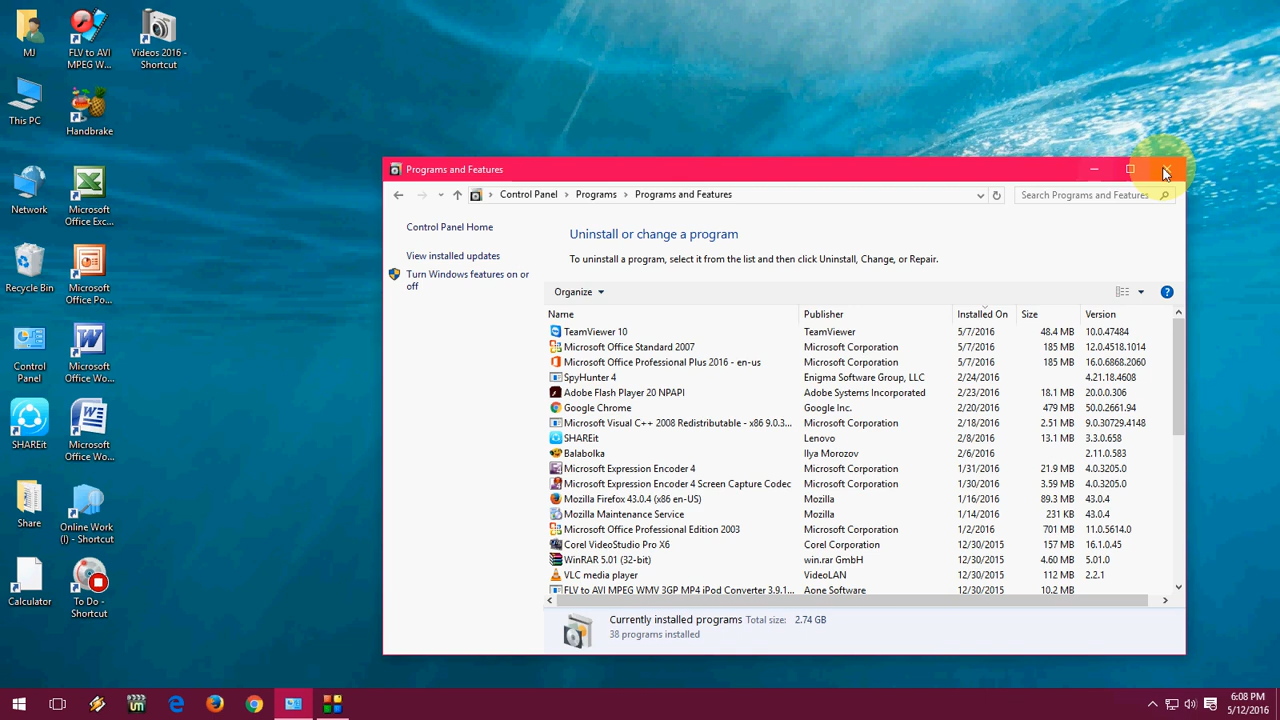 MJ
FLV to AVI
MPEG W...
Videos 2016 -
Shortcut
This PC
Handbrake
Network
Microsoft
Office Exc...
Recycle Bin
Microsoft
Office Po...
Control
Panel
Microsoft
Office Wo...
SHAREit
Microsoft
Office Wo...
Share
Online Work
(I) - Shortcut
Calculator
To Do -
Shortcut
Programs and Features
Control Panel > Programs > Programs and Features
Search Programs and Features
Control Panel Home
View installed updates
Turn Windows features on or
off
Uninstall or change a program
To uninstall a program, select it from the list and then click Uninstall, Change, or Repair.
Organize
Name Publisher Installed On Size Version
TeamViewer 10 TeamViewer 5/7/2016 48.4 MB 10.0.47484
Microsoft Office Standard 2007 Microsoft Corporation 5/7/2016 185 MB 12.0.4518.1014
Microsoft Office Professional Plus 2016 - en-us Microsoft Corporation 5/7/2016 185 MB 16.0.6868.2060
SpyHunter 4 Enigma Software Group, LLC 2/24/2016 4.21.18.4608
Adobe Flash Player 20 NPAPI Adobe Systems Incorporated 2/23/2016 18.1 MB 20.0.0.306
Google Chrome Google Inc. 2/20/2016 479 MB 50.0.2661.94
Microsoft Visual C++ 2008 Redistributable - x86 9.0.3... Microsoft Corporation 2/18/2016 2.51 MB 9.0.30729.4148
SHAREit Lenovo 2/8/2016 13.1 MB 3.3.0.658
Balabolka Ilya Morozov 2/6/2016 2.11.0.583
Microsoft Expression Encoder 4 Microsoft Corporation 1/31/2016 21.9 MB 4.0.3205.0
Microsoft Expression Encoder 4 Screen Capture Codec Microsoft Corporation 1/30/2016 3.59 MB 4.0.3205.0
Mozilla Firefox 43.0.4 (x86 en-US) Mozilla 1/16/2016 89.3 MB 43.0.4
Mozilla Maintenance Service Mozilla 1/14/2016 231 KB 43.0.4
Microsoft Office Professional Edition 2003 Microsoft Corporation 1/2/2016 701 MB 11.0.5614.0
Corel VideoStudio Pro X6 Corel Corporation 12/30/2015 157 MB 16.1.0.45
WinRAR 5.01 (32-bit) win.rar GmbH 12/30/2015 4.60 MB 5.01.0
VLC media player VideoLAN 12/30/2015 112 MB 2.2.1
FLV to AVI MPEG WMV 3GP MP4 iPod Converter 3.9.1... Aone Software 12/30/2015 10.2 MB
Currently installed programs Total size: 2.74 GB
38 programs installed
6:08 PM
5/12/2016